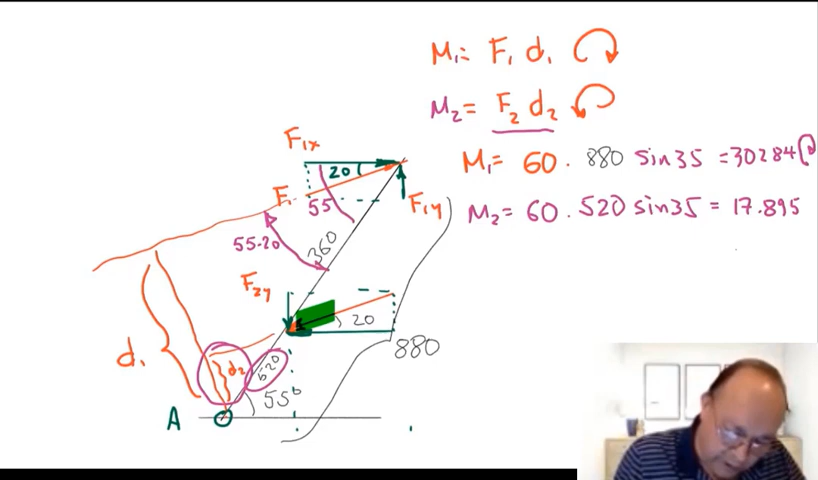 M₁= F₁ d₁
M₂= F₂ d₂
M₁= 60 . 880 sin35 =30284
M₂= 60 . 520 sin35 = 17.895
F₁x
20
F₁
55
F₁y
55-20
360
F₂y
20
d₁
d₂
520
880
55°
A